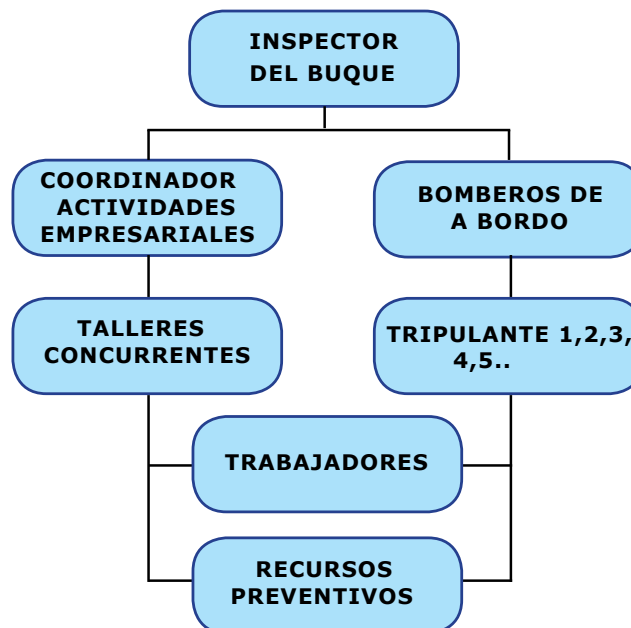 INSPECTOR
DEL BUQUE
COORDINADOR
ACTIVIDADES
EMPRESARIALES
BOMBEROS DE
A BORDO
TALLERES
CONCURRENTES
TRIPULANTE 1,2,3,
4,5..
TRABAJADORES
RECURSOS
PREVENTIVOS